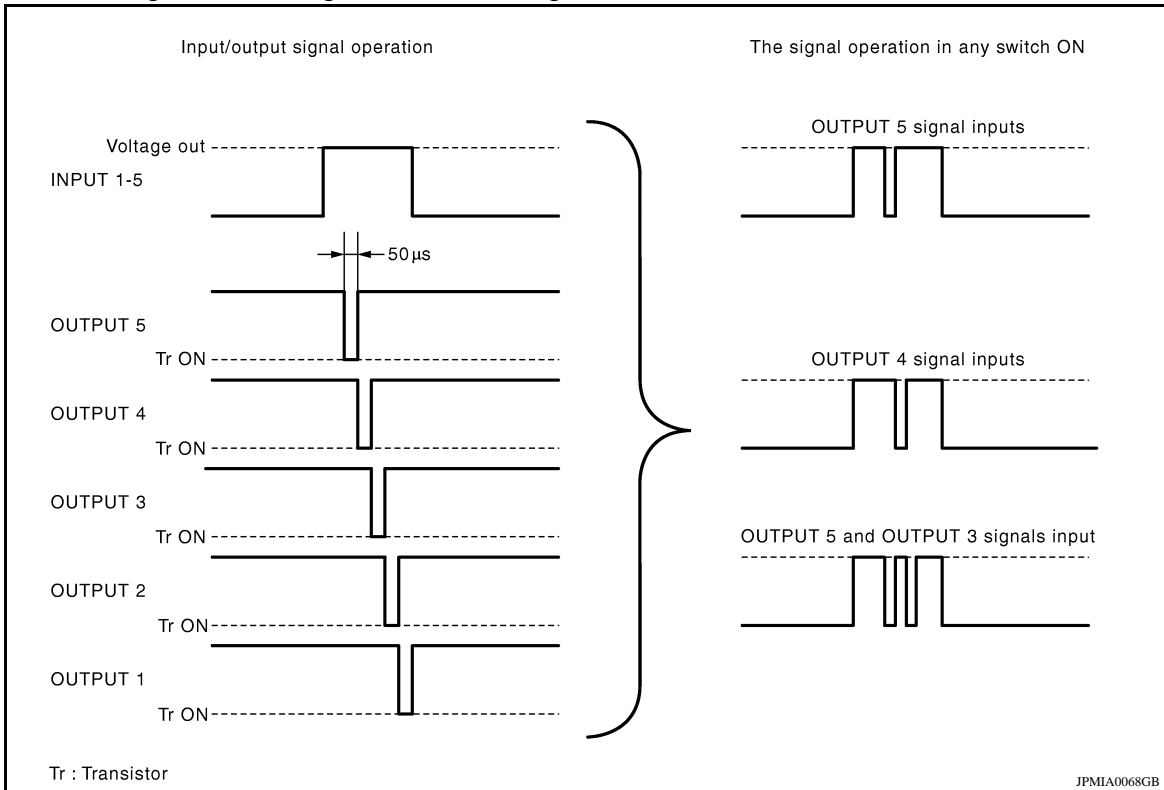 Input/output signal operation
The signal operation in any switch ON
Voltage out
INPUT 1-5
50 µs
OUTPUT 5
Tr ON
OUTPUT 4
Tr ON
OUTPUT 3
Tr ON
OUTPUT 2
Tr ON
OUTPUT 1
Tr ON
OUTPUT 5 signal inputs
OUTPUT 4 signal inputs
OUTPUT 5 and OUTPUT 3 signals input
Tr : Transistor
JPMIA0068GB